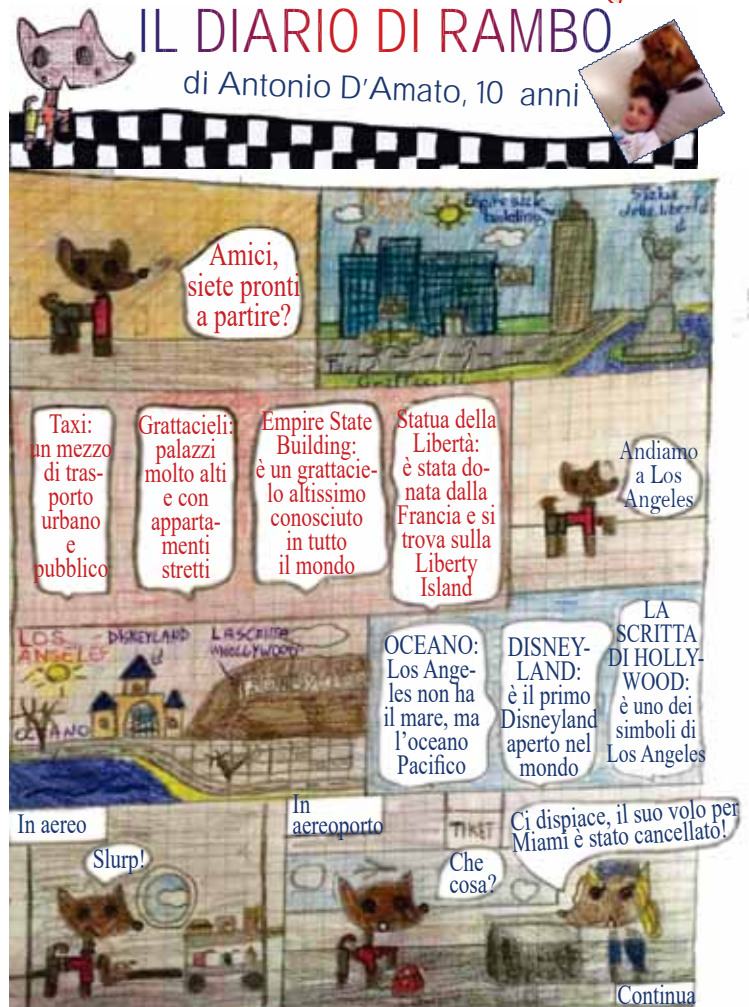 IL DIARIO DI RAMBO
di Antonio D'Amato, 10 anni
Amici,
siete pronti
a partire?
NEW
Empire state
building
Statua
della libertà
Taxi
Grattacieli
Taxi:
un mezzo
di tras-
porto
urbano
e
pubblico
Grattacieli:
palazzi
molto alti
e con
apparta-
menti
stretti
Empire State
Building:
è un grattacie-
lo altissimo
conosciuto
in tutto
il mondo
Statua della
Libertà:
è stata do-
nata dalla
Francia e si
trova sulla
Liberty
Island
Andiamo
a Los
Angeles
LOS
ANGELES
DISNEYLAND
LA SCRITTA
HOLLYWOOD
OCEANO
OCEANO:
Los Ange-
les non ha
il mare, ma
l'oceano
Pacifico
DISNEY-
LAND:
è il primo
Disneyland
aperto nel
mondo
LA
SCRITTA
DI HOLLY-
WOOD:
è uno dei
simboli di
Los Angeles
In aereo
Slurp!
In
aereoporto
TIKET
Che
cosa?
Ci dispiace, il suo volo per
Miami è stato cancellato!
Continua